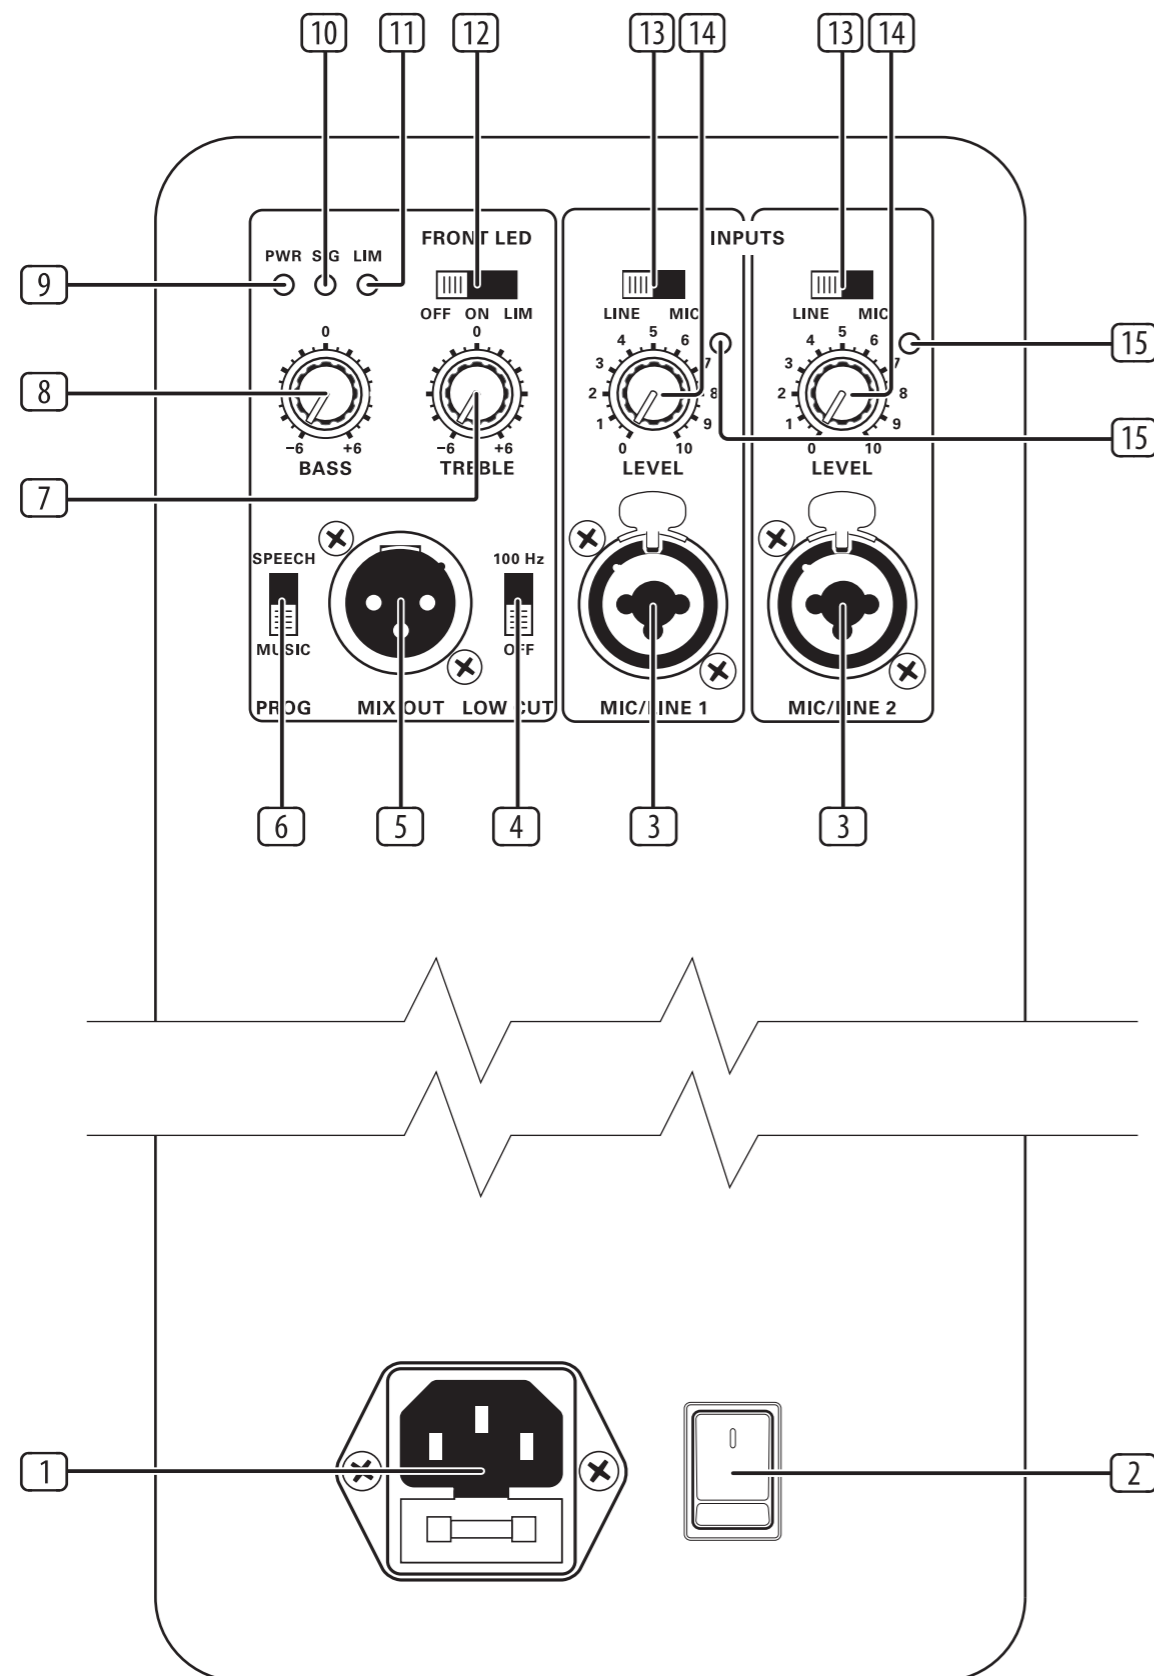 10 11 12 13 14 13 14
FRONT LED INPUTS
PWR SIG LIM
9
OFF ON LIM LINE MIC LINE MIC
15
0 0 0 1 2 3 4 5 6 7 8 9 10 0 1 2 3 4 5 6 7 8 9 10
8
−6 +6 −6 +6
15
BASS TREBLE LEVEL LEVEL
7
SPEECH 100 Hz
MUSIC OFF
PROG MIX OUT LOW CUT MIC/LINE 1 MIC/LINE 2
6 5 4 3 3
1 2